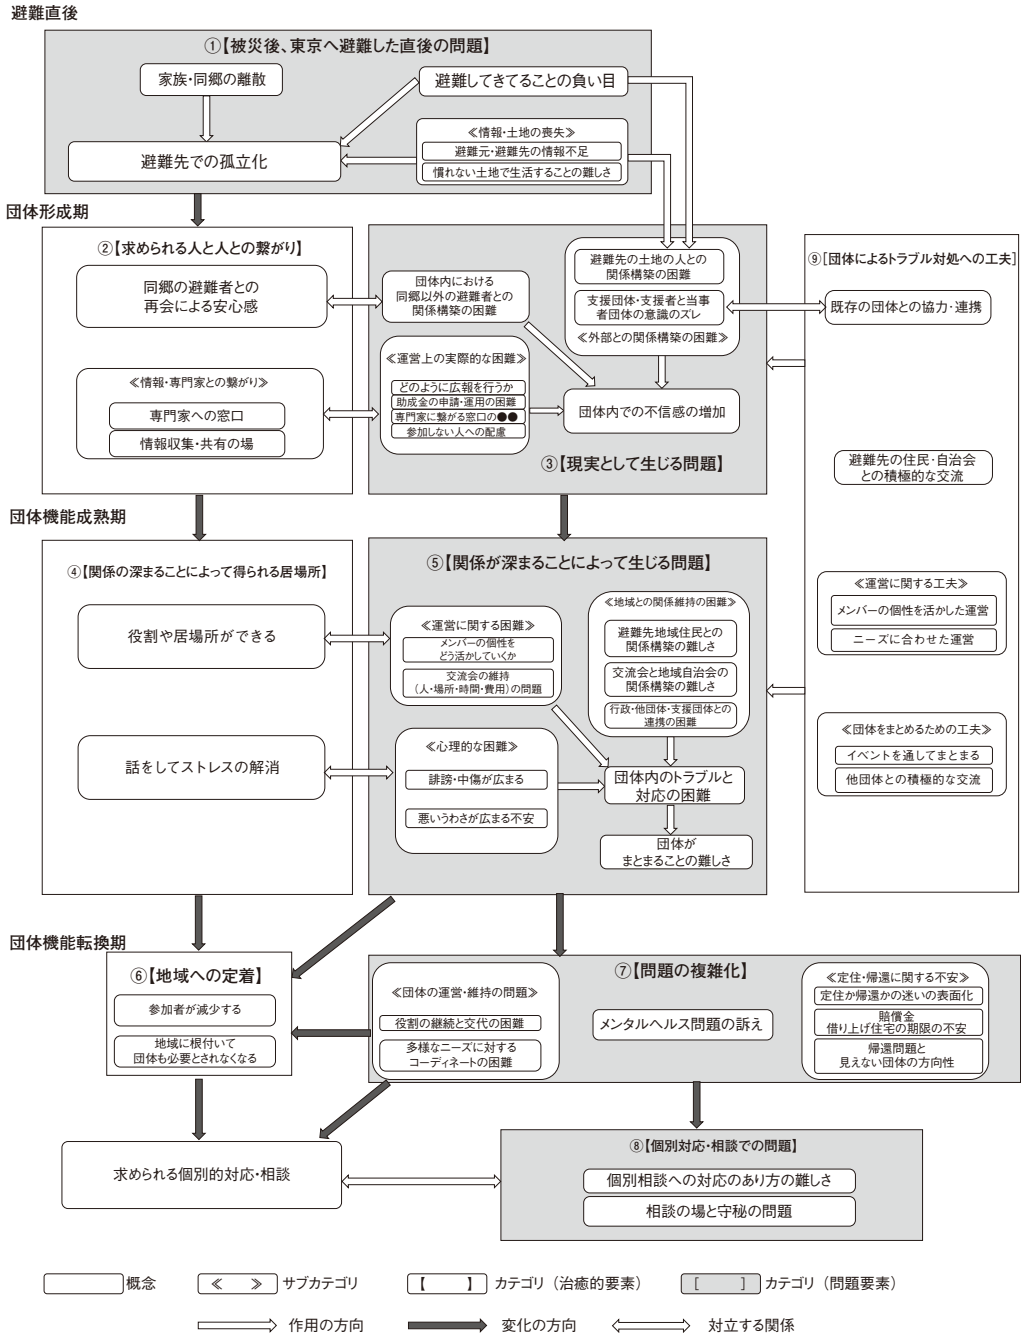 避難直後
①【被災後、東京へ避難した直後の問題】
家族・同郷の離散
避難してきてることの負い目
≪情報・土地の喪失≫
避難元・避難先の情報不足
慣れない土地で生活することの難しさ
避難先での孤立化
団体形成期
②【求められる人と人との繋がり】
同郷の避難者との
再会による安心感
≪情報・専門家との繋がり≫
専門家への窓口
情報収集・共有の場
団体内における
同郷以外の避難者との
関係構築の困難
≪運営上の実際的な困難≫
どのように広報を行うか
助成金の申請・運用の困難
専門家に繋がる窓口の●●
参加しない人への配慮
避難先の土地の人との
関係構築の困難
支援団体・支援者と当事
者団体の意識のズレ
≪外部との関係構築の困難≫
団体内での不信感の増加
③【現実として生じる問題】
⑨[団体によるトラブル対処への工夫]
既存の団体との協力・連携
避難先の住民・自治会
との積極的な交流
≪運営に関する工夫≫
メンバーの個性を活かした運営
ニーズに合わせた運営
≪団体をまとめるための工夫≫
イベントを通してまとまる
他団体との積極的な交流
団体機能成熟期
④【関係の深まることによって得られる居場所】
役割や居場所ができる
話をしてストレスの解消
⑤【関係が深まることによって生じる問題】
≪運営に関する困難≫
メンバーの個性を
どう活かしていくか
交流会の維持
（人・場所・時間・費用）の問題
≪心理的な困難≫
誹謗・中傷が広まる
悪いうわさが広まる不安
≪地域との関係維持の困難≫
避難先地域住民との
関係構築の難しさ
交流会と地域自治会の
関係構築の難しさ
行政・他団体・支援団体との
連携の困難
団体内のトラブルと
対応の困難
団体が
まとまることの難しさ
団体機能転換期
⑥【地域への定着】
参加者が減少する
地域に根付いて
団体も必要とされなくなる
⑦【問題の複雑化】
≪団体の運営・維持の問題≫
役割の継続と交代の困難
多様なニーズに対する
コーディネートの困難
メンタルヘルス問題の訴え
≪定住・帰還に関する不安≫
定住か帰還かの迷いの表面化
賠償金
借り上げ住宅の期限の不安
帰還問題と
見えない団体の方向性
求められる個別的対応・相談
⑧【個別対応・相談での問題】
個別相談への対応のあり方の難しさ
相談の場と守秘の問題
概念
≪ ≫ サブカテゴリ
【 】 カテゴリ（治癒的要素）
［ ］ カテゴリ（問題要素）
作用の方向
変化の方向
対立する関係